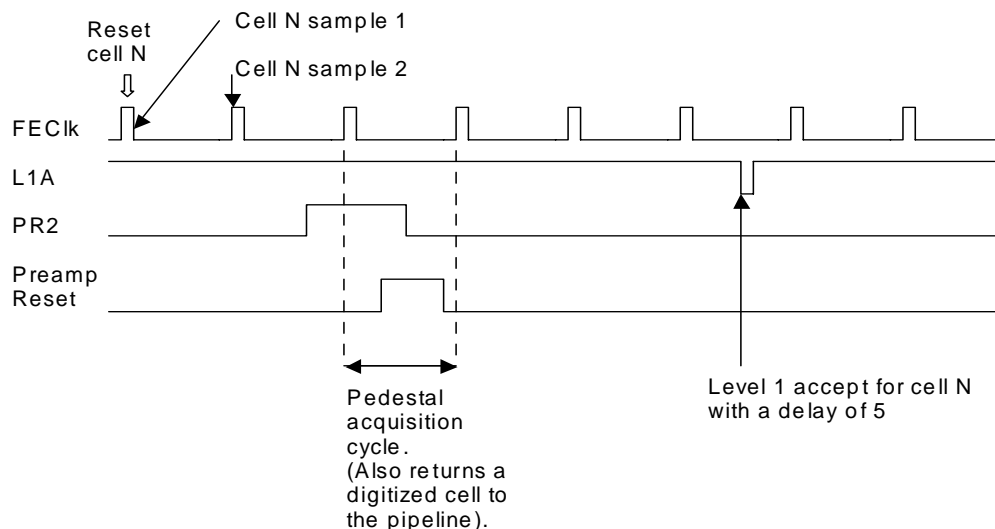 Reset
cell N
Cell N sample 1
Cell N sample 2
FEClk
L1A
PR2
Preamp
Reset
Pedestal
acquisition
cycle.
(Also returns a
digitized cell to
the pipeline).
Level 1 accept for cell N
with a delay of 5